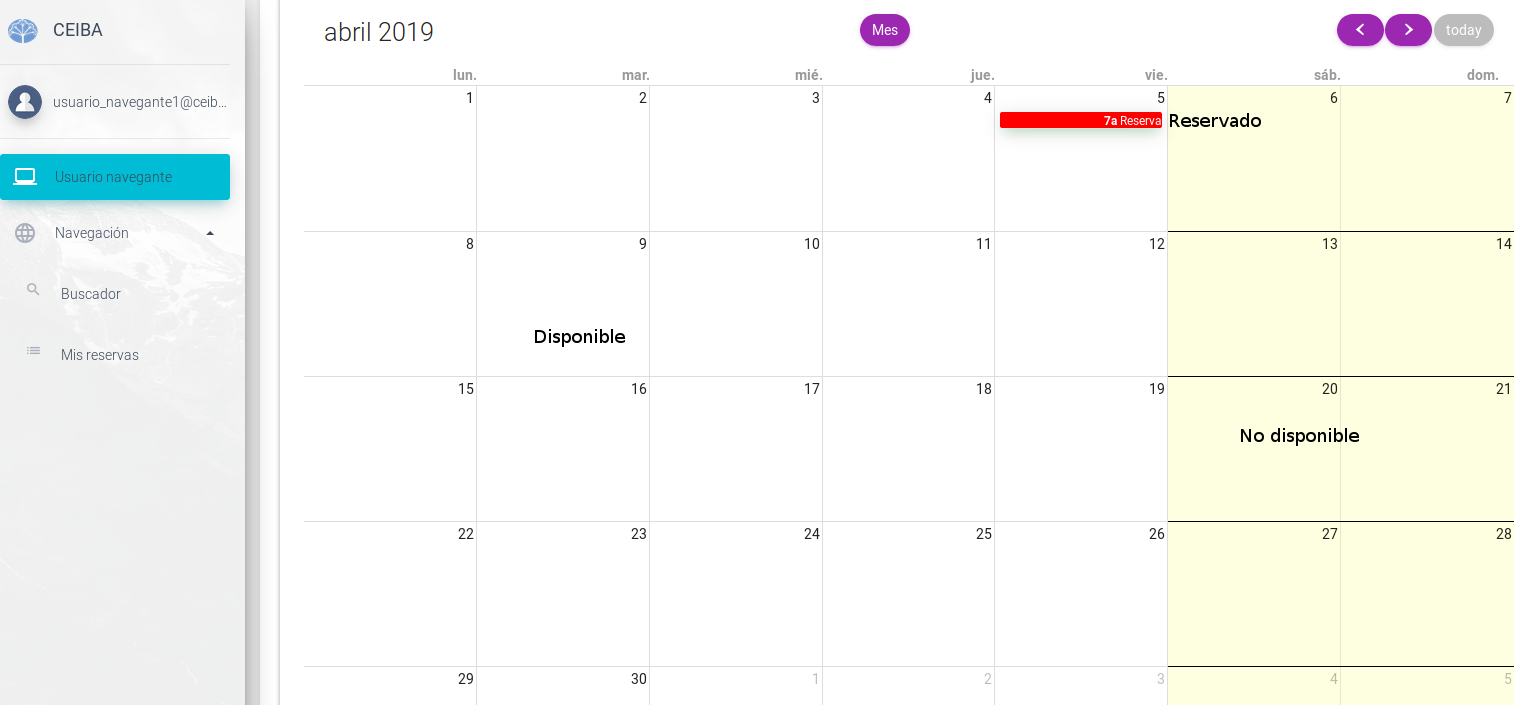 CEIBA
usuario_navegante1@ceib...
Usuario navegante
Navegación
Buscador
Mis reservas
abril 2019
Mes
today
lun. mar. mié. jue. vie. sáb. dom.
1 2 3 4 5 6 7
7a Reserva Reservado
8 9 10 11 12 13 14
Disponible
15 16 17 18 19 20 21
No disponible
22 23 24 25 26 27 28
29 30 1 2 3 4 5